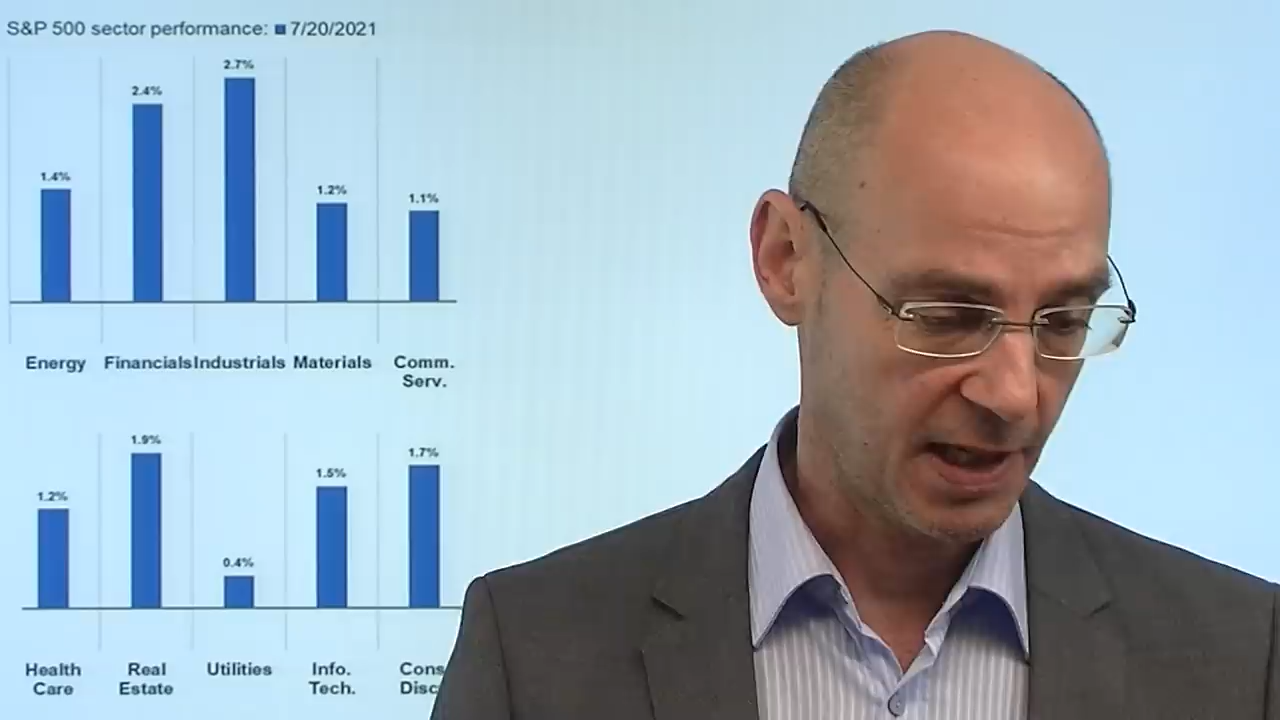 S&P 500 sector performance: 7/20/2021
1.4% 2.4% 2.7% 1.2% 1.1%
Energy Financials Industrials Materials Comm.
Serv.
1.2% 1.9% 0.4% 1.5% 1.7%
Health Real Utilities Info. Cons
Care Estate Tech. Disc